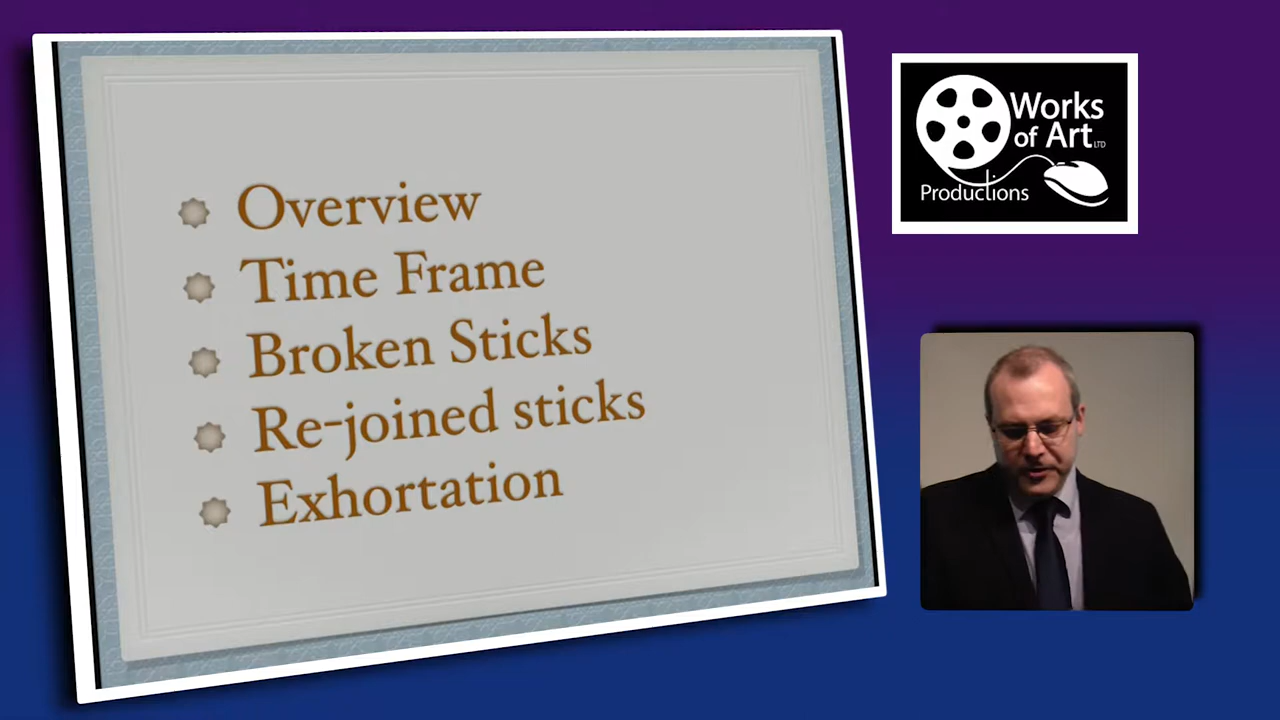 Overview
Time Frame
Broken Sticks
Re-joined sticks
Exhortation
Works
of Art LTD
Productions